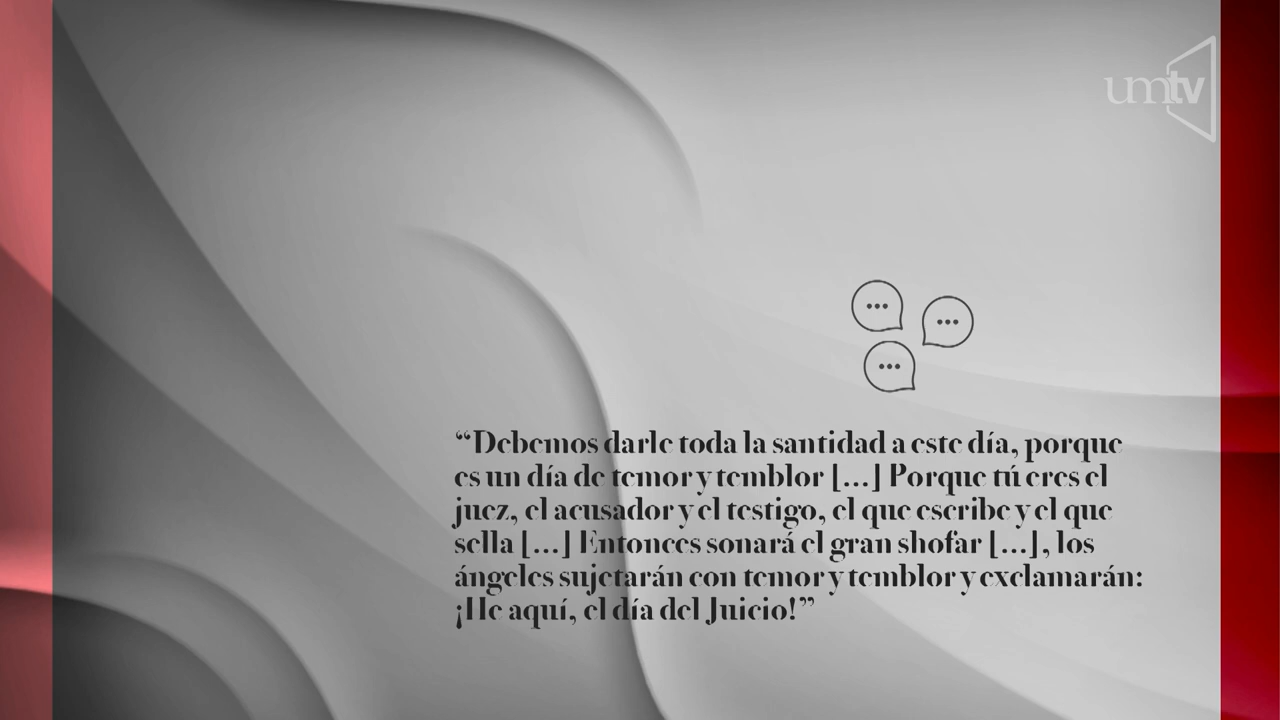 umtv
“Debemos darle toda la santidad a este día, porque
es un día de temor y temblor [...] Porque tú eres el
juez, el acusador y el testigo, el que escribe y el que
sella [...] Entonces sonará el gran shofar [...], los
ángeles sujetarán con temor y temblor y exclamarán:
¡He aquí, el día del Juicio!”